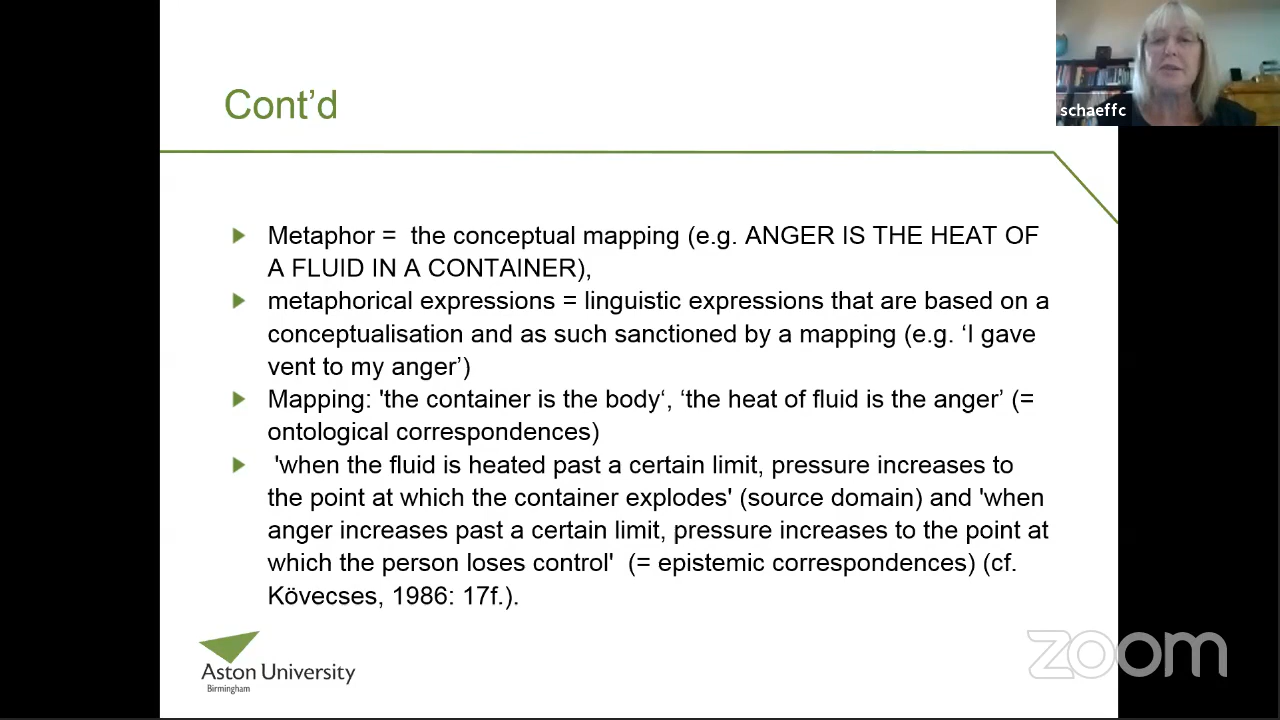 schaeffc
Cont’d
Metaphor =  the conceptual mapping (e.g. ANGER IS THE HEAT OF
A FLUID IN A CONTAINER),
metaphorical expressions = linguistic expressions that are based on a
conceptualisation and as such sanctioned by a mapping (e.g. ‘I gave
vent to my anger’)
Mapping: 'the container is the body‘, ‘the heat of fluid is the anger’ (=
ontological correspondences)
'when the fluid is heated past a certain limit, pressure increases to
the point at which the container explodes' (source domain) and 'when
anger increases past a certain limit, pressure increases to the point at
which the person loses control'  (= epistemic correspondences) (cf.
Kövecses, 1986: 17f.).
Aston University
Birmingham
zoom